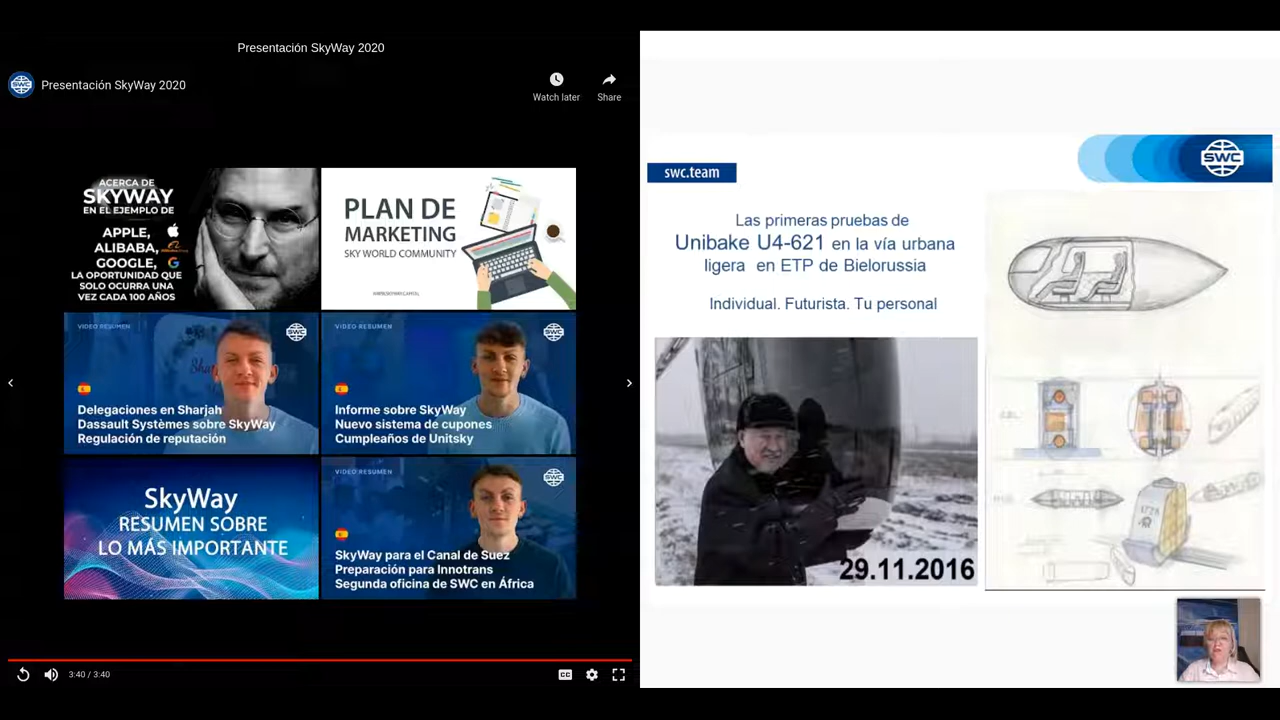 Presentación SkyWay 2020
Presentación SkyWay 2020
Watch later
Share
ACERCA DE
SKYWAY
EN EL EJEMPLO DE
APPLE,
ALIBABA,
GOOGLE,
LA OPORTUNIDAD QUE
SOLO OCURRA UNA
VEZ CADA 100 AÑOS
PLAN DE
MARKETING
SKY WORLD COMMUNITY
VIDEO RESUMEN
SWC
Delegaciones en Sharjah
Dassault Systèmes sobre SkyWay
Regulación de reputación
VIDEO RESUMEN
SWC
Informe sobre SkyWay
Nuevo sistema de cupones
Cumpleaños de Unitsky
SkyWay
RESUMEN SOBRE
LO MÁS IMPORTANTE
VIDEO RESUMEN
SWC
SkyWay para el Canal de Suez
Preparación para Innotrans
Segunda oficina de SWC en África
3:40 / 3:40
CC
swc.team
SWC
Las primeras pruebas de
Unibake U4-621 en la vía urbana
ligera en ETP de Bielorussia
Individual. Futurista. Tu personal
29.11.2016